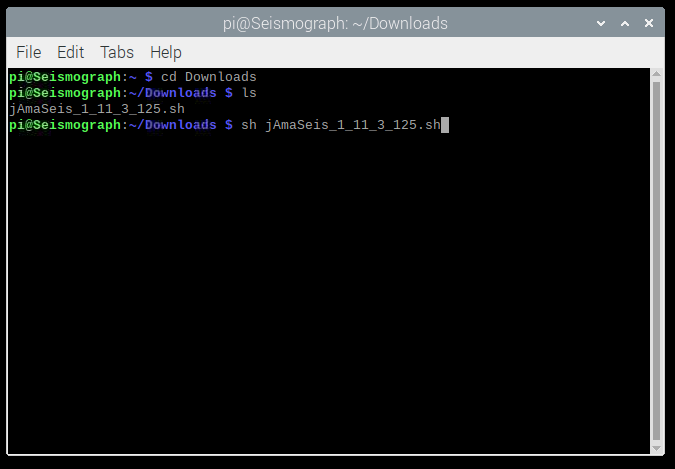 pi@Seismograph: ~/Downloads
File Edit Tabs Help
pi@Seismograph:~ $ cd Downloads
pi@Seismograph:~/Downloads $ ls
jAmaSeis_1_11_3_125.sh
pi@Seismograph:~/Downloads $ sh jAmaSeis_1_11_3_125.sh